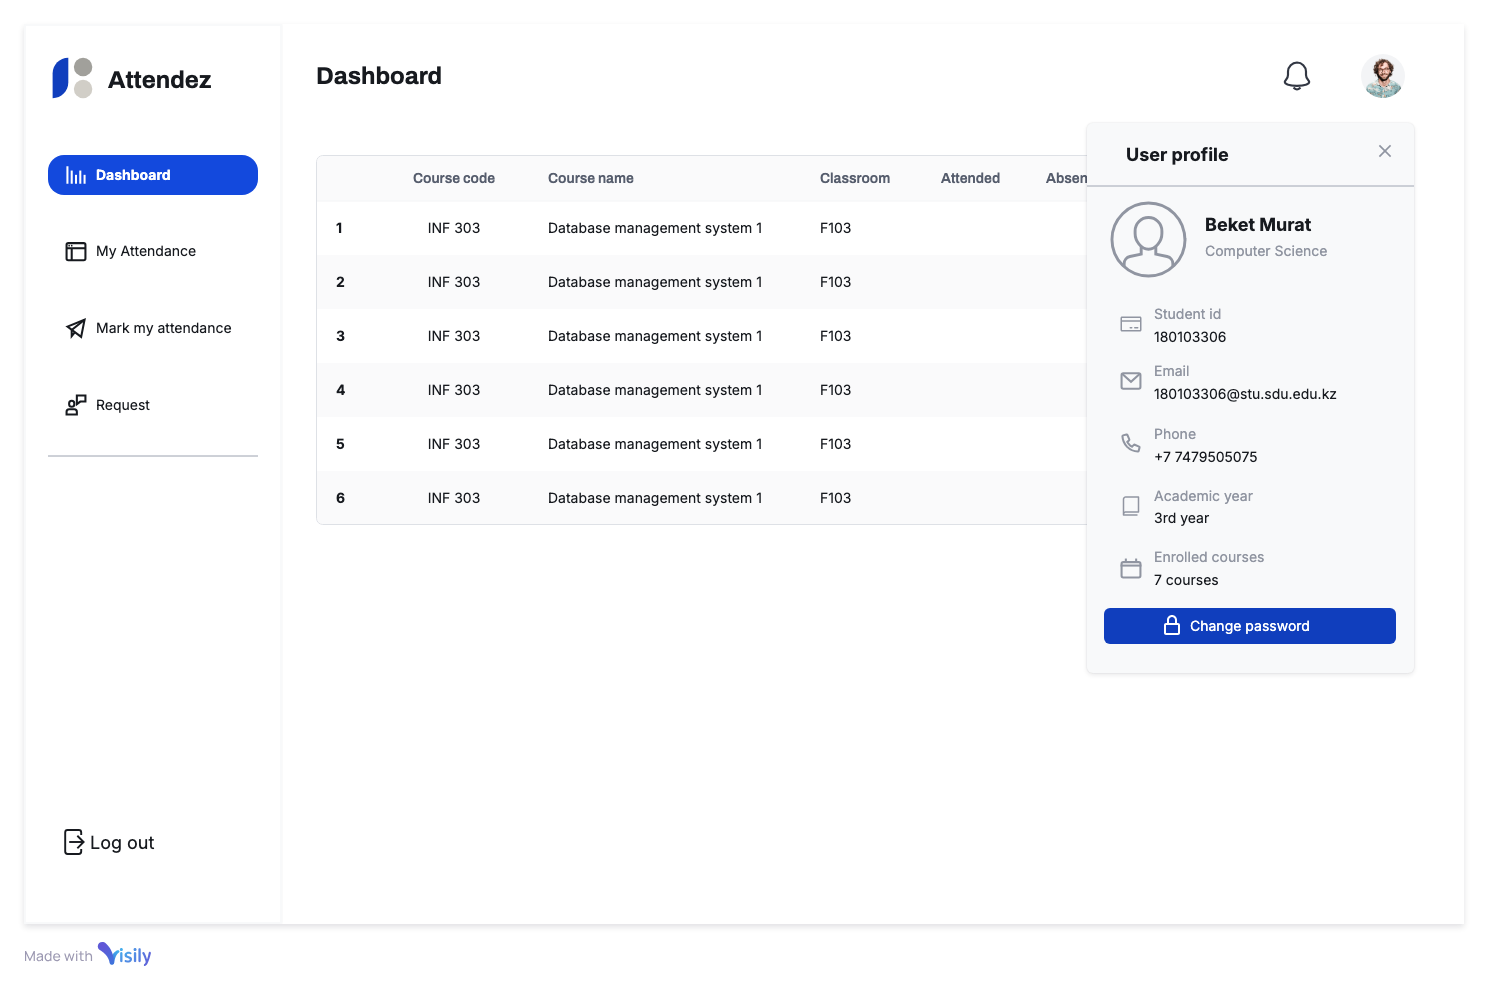 Attendez
Dashboard
My Attendance
Mark my attendance
Request
Log out
Dashboard
Course code Course name Classroom Attended Absen
1 INF 303 Database management system 1 F103
2 INF 303 Database management system 1 F103
3 INF 303 Database management system 1 F103
4 INF 303 Database management system 1 F103
5 INF 303 Database management system 1 F103
6 INF 303 Database management system 1 F103
User profile
Beket Murat
Computer Science
Student id
180103306
Email
180103306@stu.sdu.edu.kz
Phone
+7 7479505075
Academic year
3rd year
Enrolled courses
7 courses
Change password
Made with Visily